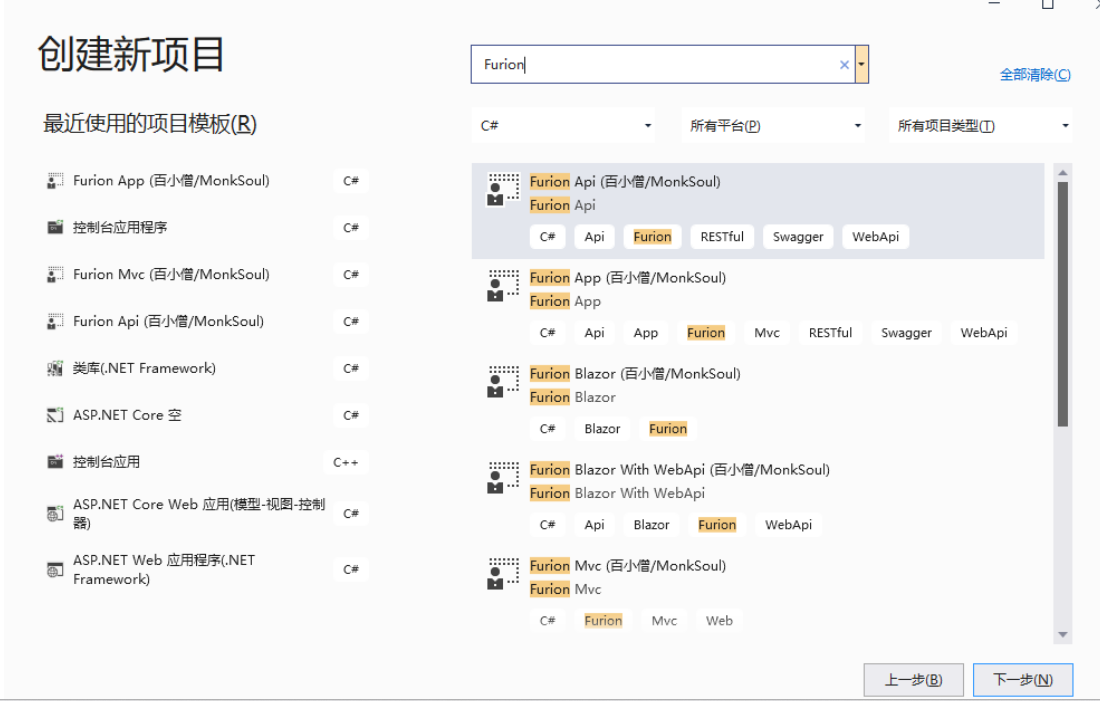 创建新项目
最近使用的项目模板(R)
Furion App (百小僧/MonkSoul)
C#
控制台应用程序
C#
Furion Mvc (百小僧/MonkSoul)
C#
Furion Api (百小僧/MonkSoul)
C#
类库(.NET Framework)
C#
ASP.NET Core 空
C#
控制台应用
C++
ASP.NET Core Web 应用(模型-视图-控制
器)
C#
ASP.NET Web 应用程序(.NET
Framework)
C#
Furion
全部清除(C)
C# 所有平台(P) 所有项目类型(T)
Furion Api (百小僧/MonkSoul)
Furion Api
C# Api Furion RESTful Swagger WebApi
Furion App (百小僧/MonkSoul)
Furion App
C# Api App Furion Mvc RESTful Swagger WebApi
Furion Blazor (百小僧/MonkSoul)
Furion Blazor
C# Blazor Furion
Furion Blazor With WebApi (百小僧/MonkSoul)
Furion Blazor With WebApi
C# Api Blazor Furion WebApi
Furion Mvc (百小僧/MonkSoul)
Furion Mvc
C# Furion Mvc Web
上一步(B) 下一步(N)